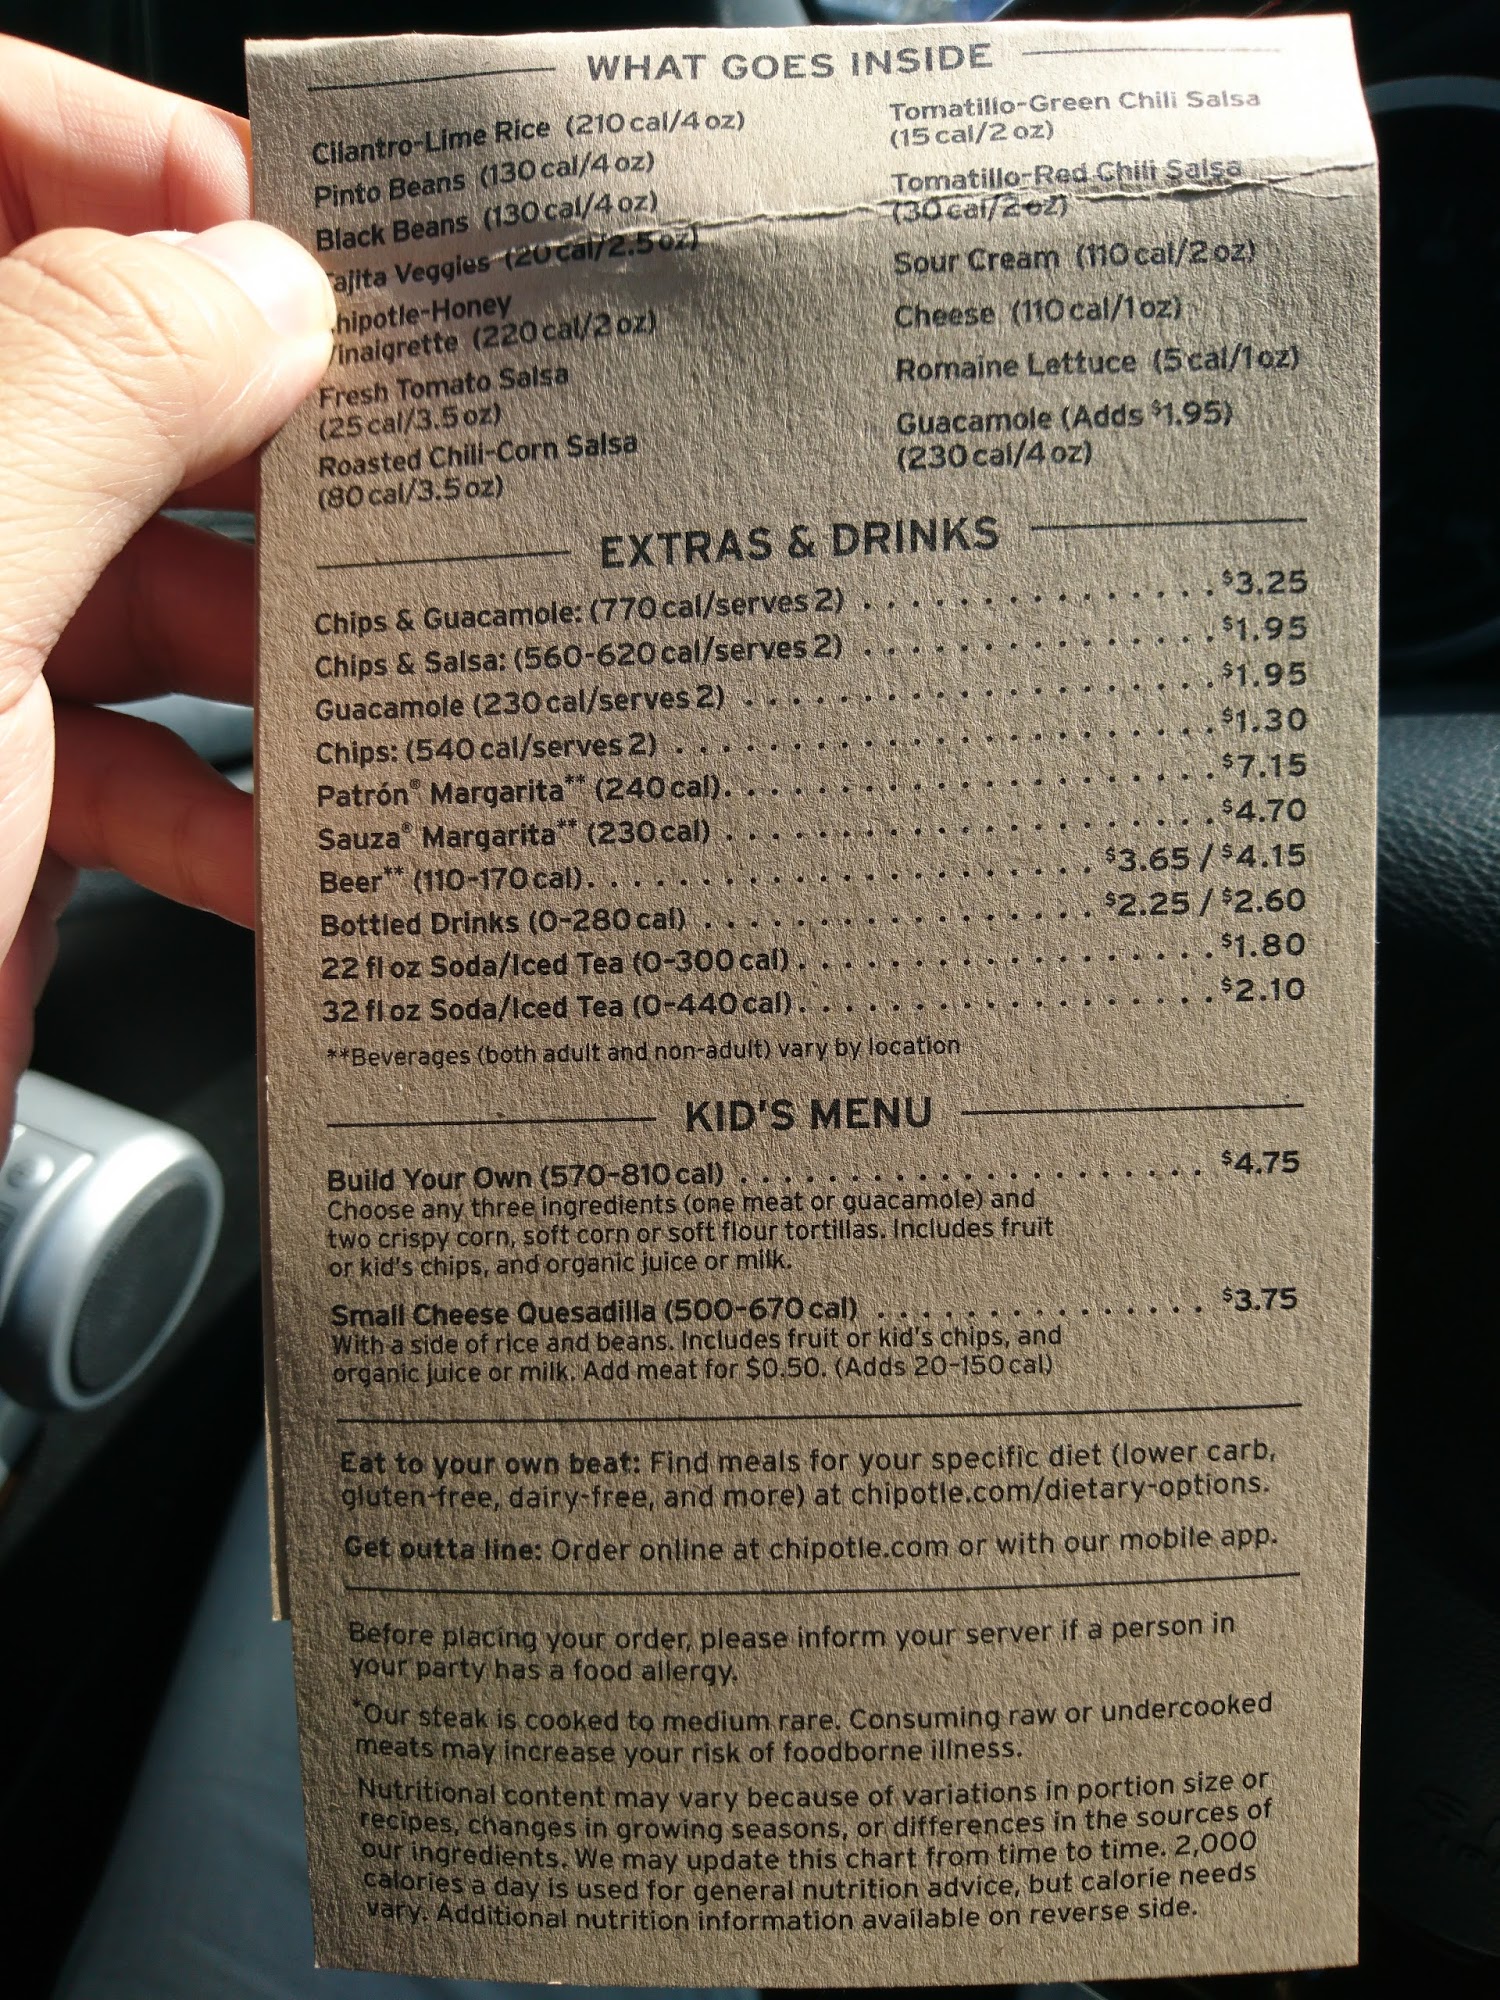 WHAT GOES INSIDE
Cilantro-Lime Rice (210 cal/4 oz)
Pinto Beans (130 cal/4 oz)
Black Beans (130 cal/4 oz)
ajita Veggies (20 cal/2.5 oz)
hipotle-Honey
inaigrette (220 cal/2 oz)
Fresh Tomato Salsa
(25 cal/3.5 oz)
Roasted Chili-Corn Salsa
(80 cal/3.5 oz)
Tomatillo-Green Chili Salsa
(15 cal/2 oz)
Tomatillo-Red Chili Salsa
(30 cal/2 oz)
Sour Cream (110 cal/2 oz)
Cheese (110 cal/1 oz)
Romaine Lettuce (5 cal/1 oz)
Guacamole (Adds $1.95)
(230 cal/4 oz)
EXTRAS & DRINKS
Chips & Guacamole: (770 cal/serves 2) . . . . . . . . . . . . . . . $3.25
Chips & Salsa: (560-620 cal/serves 2) . . . . . . . . . . . . . . . $1.95
Guacamole (230 cal/serves 2) . . . . . . . . . . . . . . . . . . . . $1.95
Chips: (540 cal/serves 2) . . . . . . . . . . . . . . . . . . . . . . . $1.30
Patrón® Margarita** (240 cal). . . . . . . . . . . . . . . . . . . . . $7.15
Sauza® Margarita** (230 cal) . . . . . . . . . . . . . . . . . . . . . $4.70
Beer** (110-170 cal). . . . . . . . . . . . . . . . . . . . . . $3.65 / $4.15
Bottled Drinks (0-280 cal) . . . . . . . . . . . . . . . . . $2.25 / $2.60
22 fl oz Soda/Iced Tea (0-300 cal) . . . . . . . . . . . . . . . . . . $1.80
32 fl oz Soda/Iced Tea (0-440 cal). . . . . . . . . . . . . . . . . . $2.10
**Beverages (both adult and non-adult) vary by location
KID'S MENU
Build Your Own (570-810 cal) . . . . . . . . . . . . . . . . . . . . $4.75
Choose any three ingredients (one meat or guacamole) and
two crispy corn, soft corn or soft flour tortillas. Includes fruit
or kid's chips, and organic juice or milk.
Small Cheese Quesadilla (500-670 cal) . . . . . . . . . . . . . . $3.75
With a side of rice and beans. Includes fruit or kid's chips, and
organic juice or milk. Add meat for $0.50. (Adds 20-150 cal)
Eat to your own beat: Find meals for your specific diet (lower carb,
gluten-free, dairy-free, and more) at chipotle.com/dietary-options.
Get outta line: Order online at chipotle.com or with our mobile app.
Before placing your order, please inform your server if a person in
your party has a food allergy.
*Our steak is cooked to medium rare. Consuming raw or undercooked
meats may increase your risk of foodborne illness.
Nutritional content may vary because of variations in portion size or
recipes, changes in growing seasons, or differences in the sources of
our ingredients. We may update this chart from time to time. 2,000
calories a day is used for general nutrition advice, but calorie needs
vary. Additional nutrition information available on reverse side.